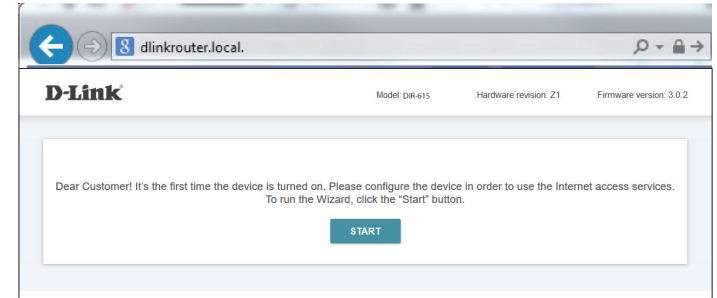 8 dlinkrouter.local.
D-Link
Model: DIR-615 Hardware revision: Z1 Firmware version: 3.0.2
Dear Customer! It's the first time the device is turned on. Please configure the device in order to use the Internet access services.
To run the Wizard, click the "Start" button.
START